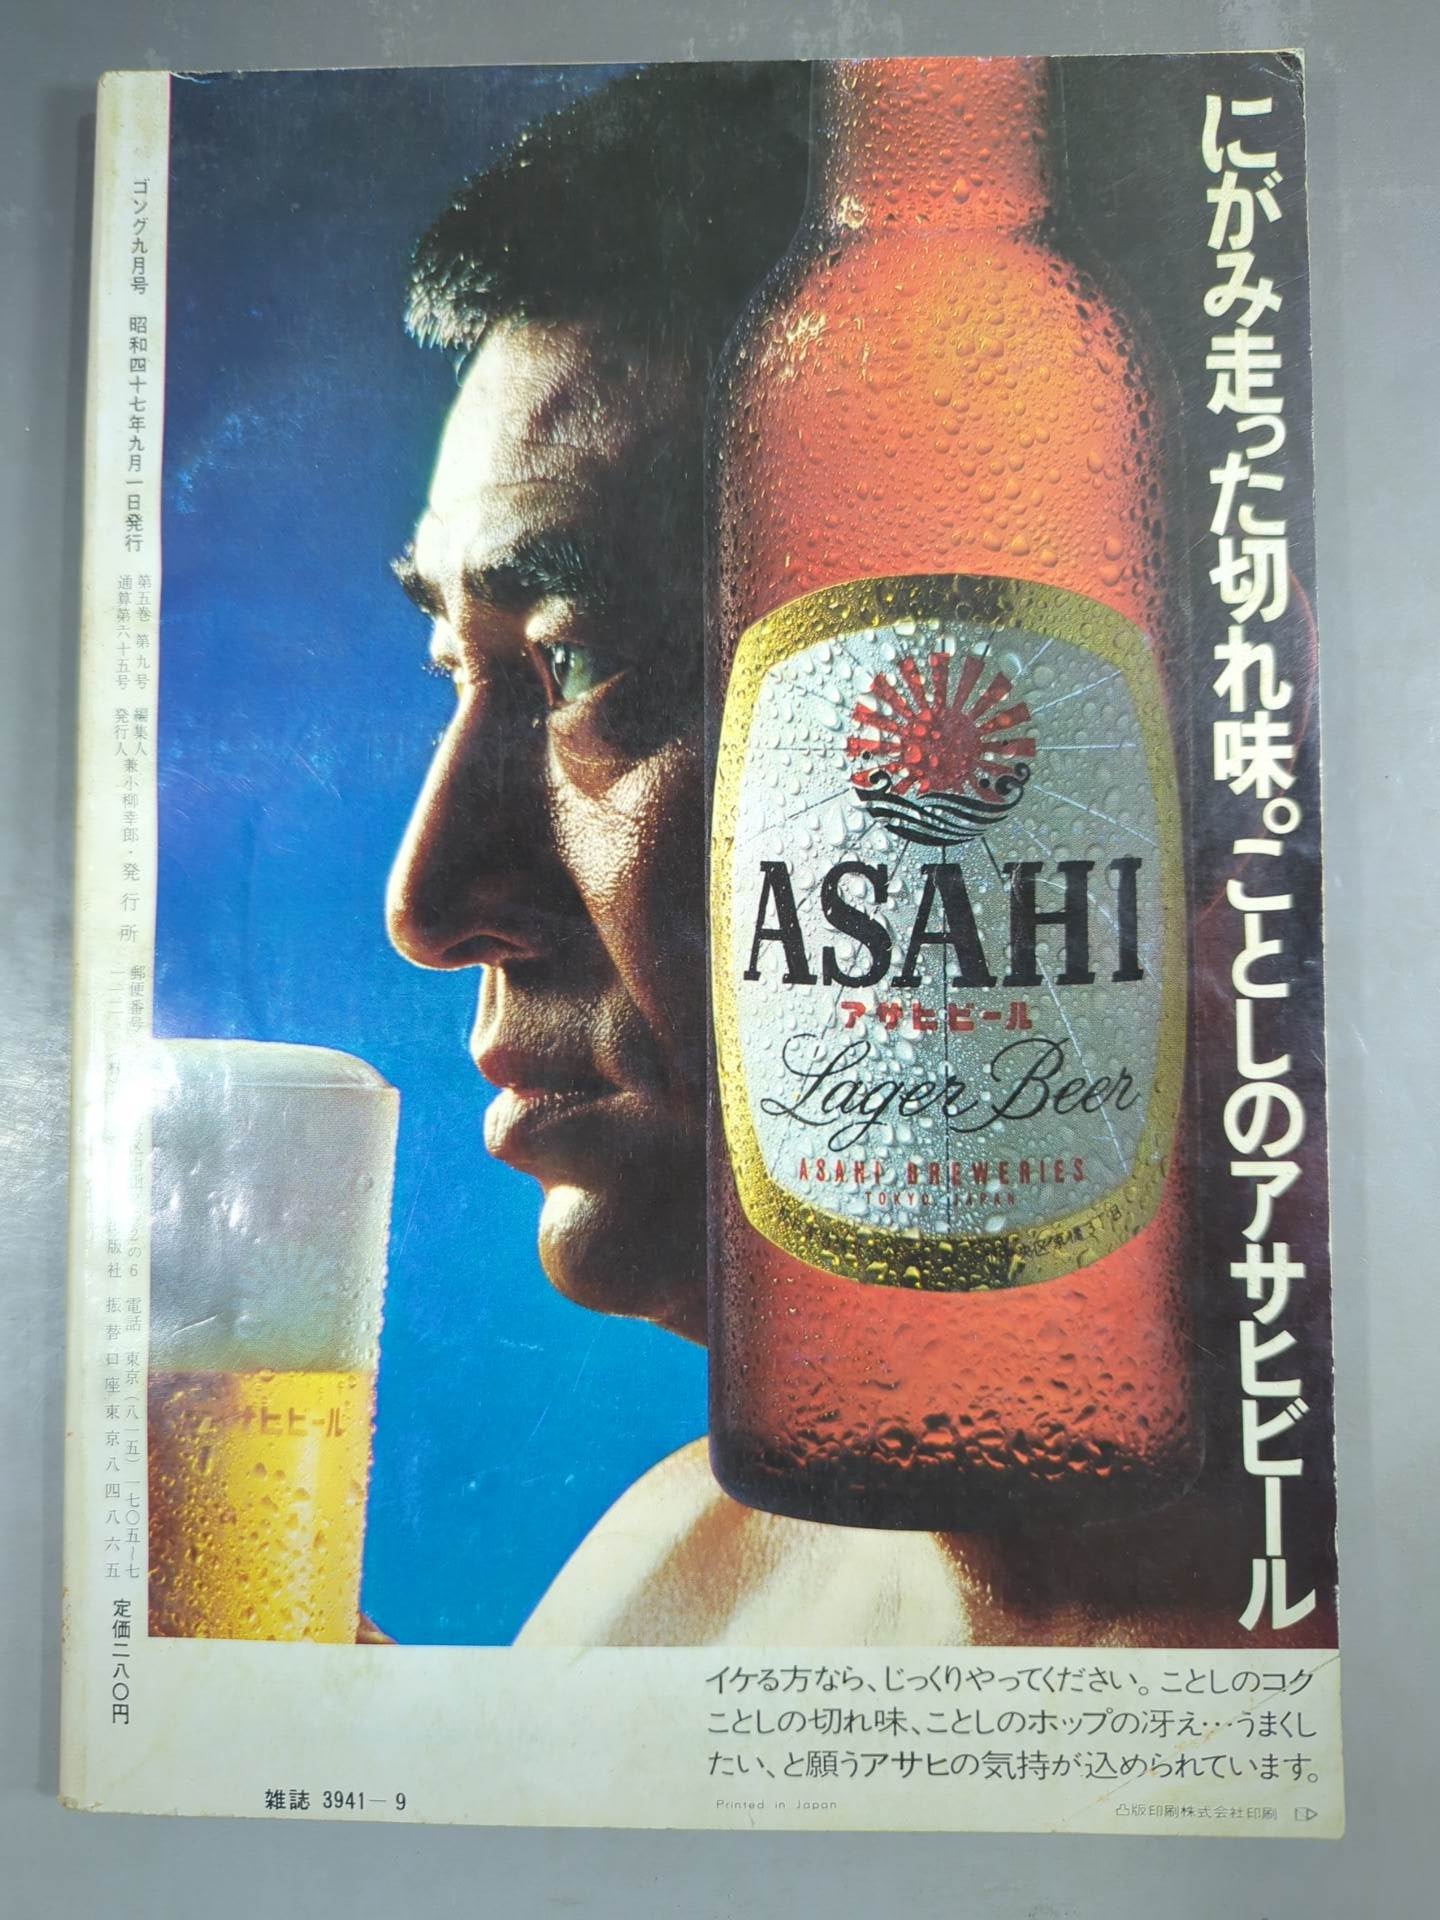 にがみ走った切れ味。ことしのアサヒビール
ASAHI
アサヒビール
Lager Beer
ASAHI BREWERIES
TOKYO JAPAN
アサヒビール
イケる方なら、じっくりやってください。ことしのコク
ことしの切れ味、ことしのホップの冴え…うまくし
たい、と願うアサヒの気持が込められています。
ゴング九月号 昭和四十七年九月一日発行
第五巻 第九号
通算第六十五号
編集人
発行人
兼小柳幸郎・発行所
郵便番号
2の6 電話 東京(八一五)一七〇五~七
版社 振替口座東京八四八六五
定価二八〇円
雑誌 3941-9
Printed in Japan
凸版印刷株式会社印刷